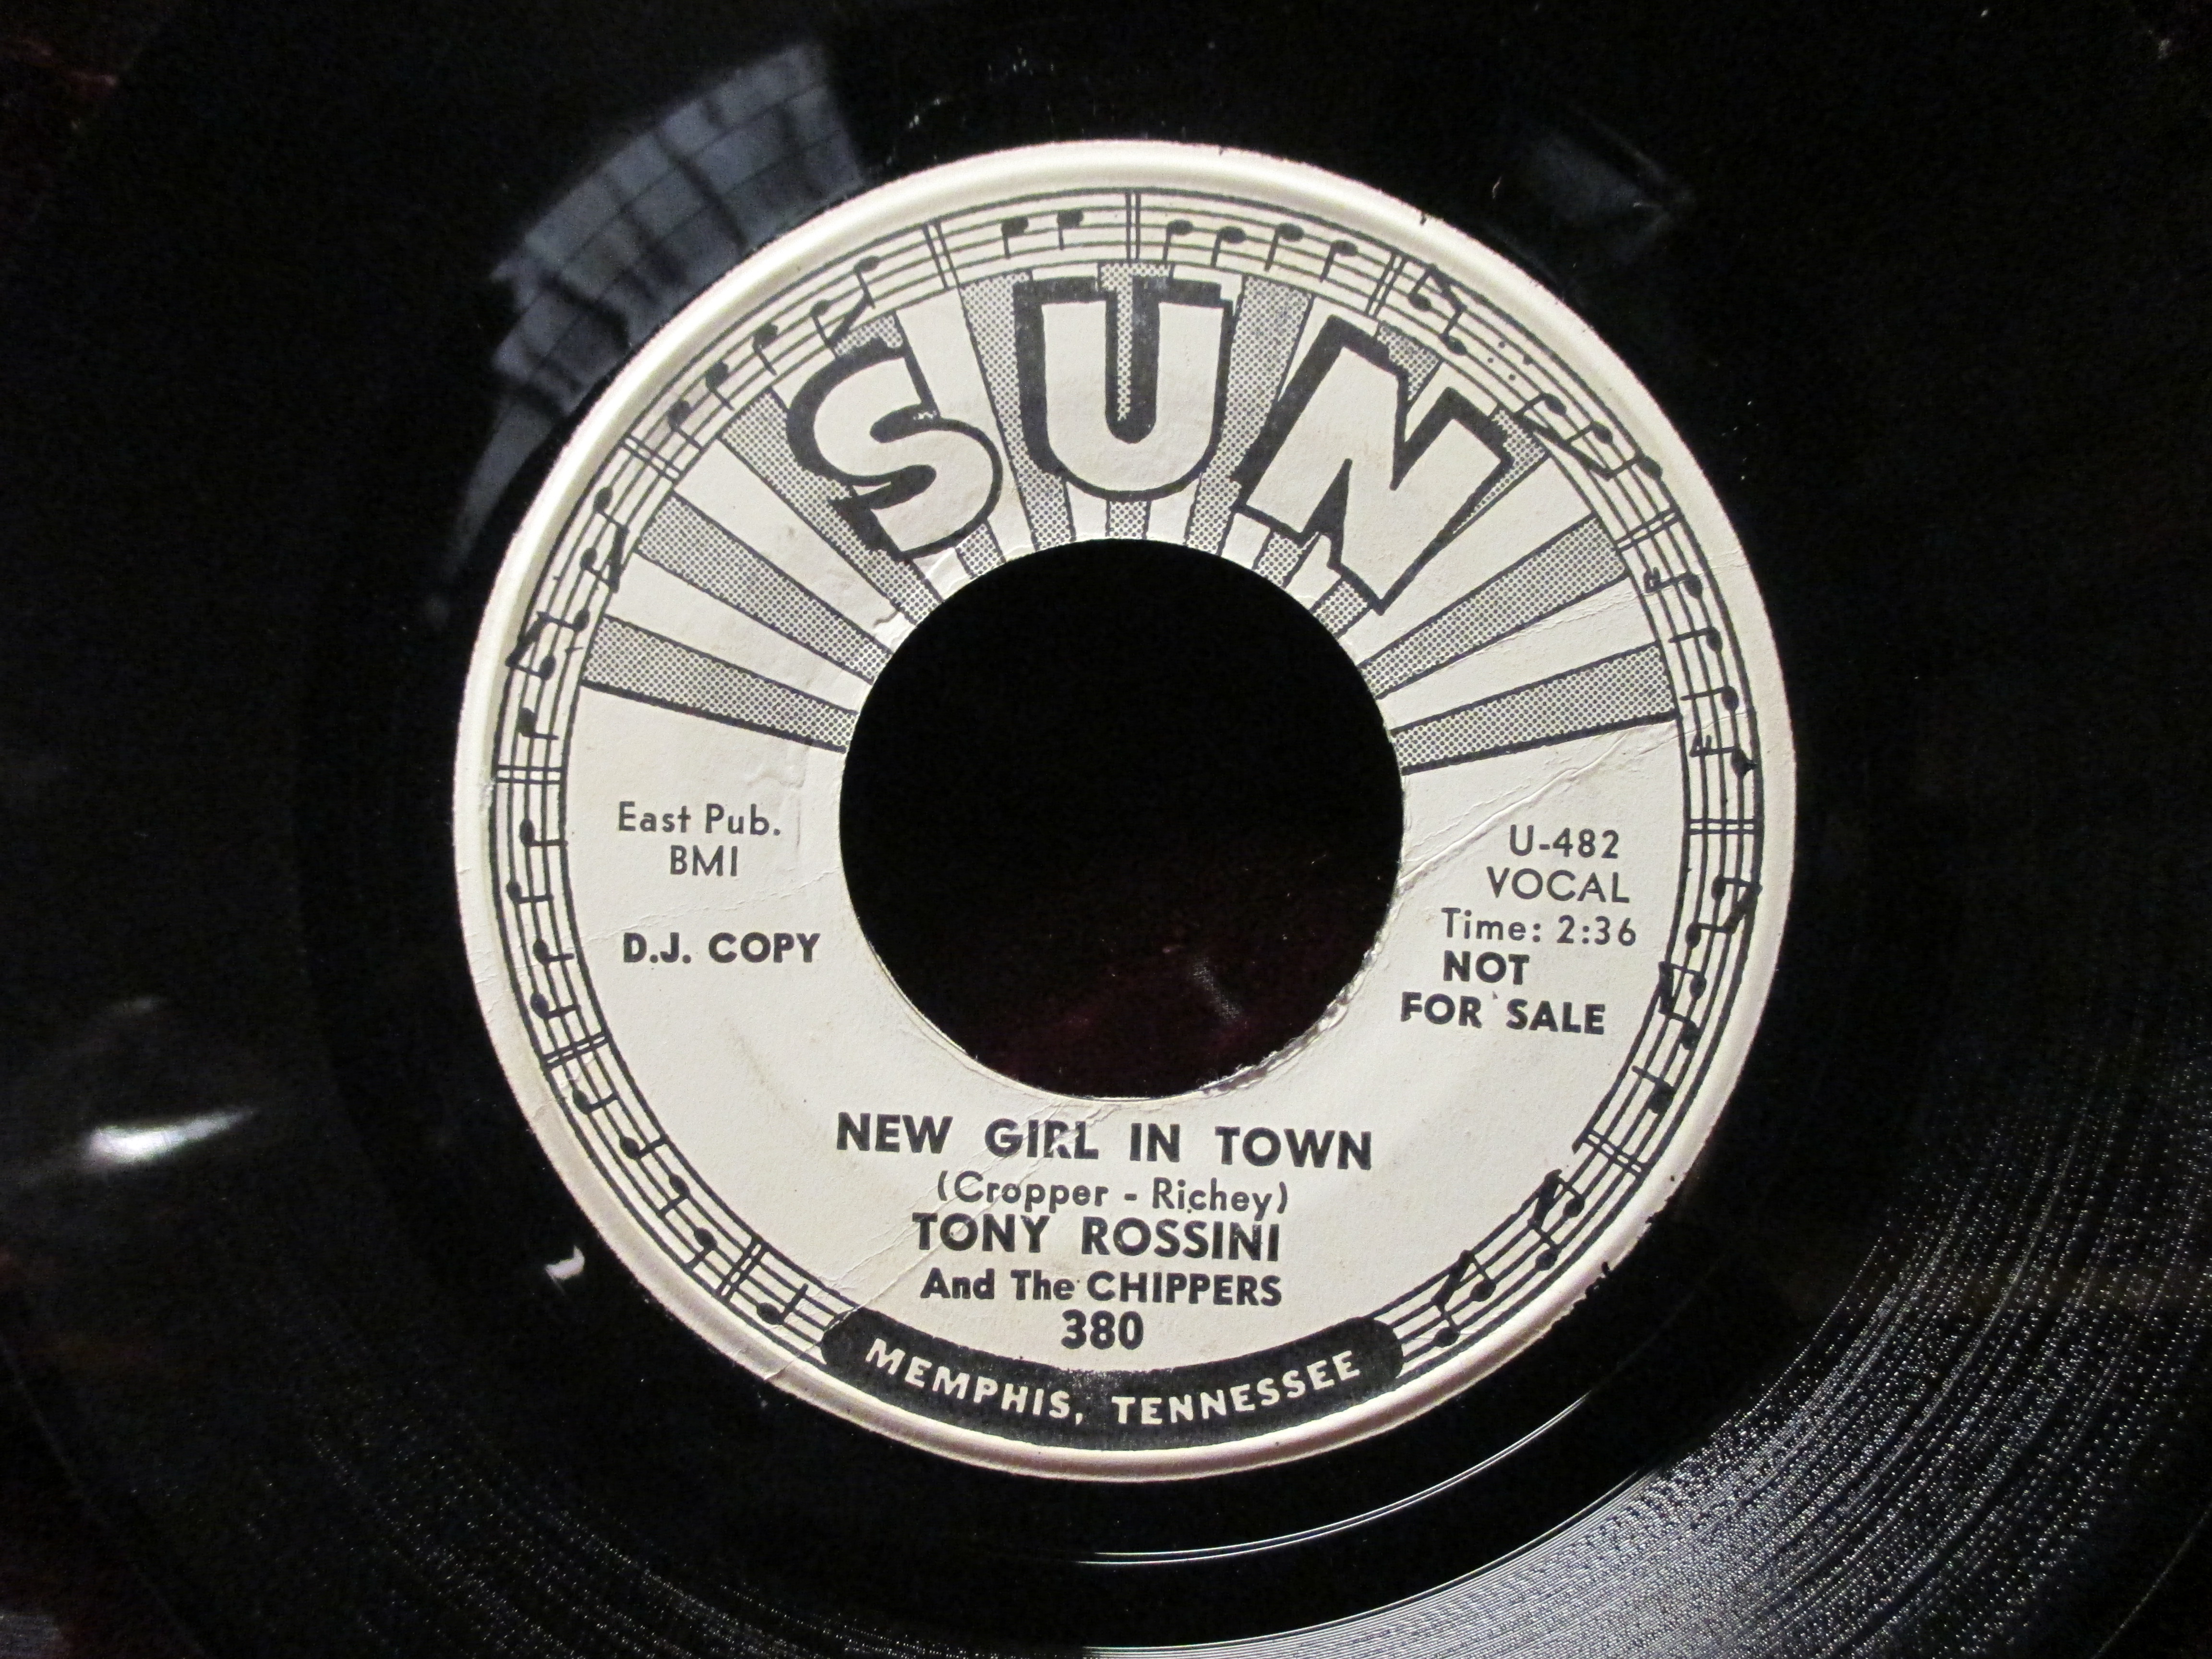 SUN
East Pub.
BMI
D.J. COPY
U-482
VOCAL
Time: 2:36
NOT
FOR SALE
NEW GIRL IN TOWN
(Cropper - Richey)
TONY ROSSINI
And The CHIPPERS
380
MEMPHIS, TENNESSEE